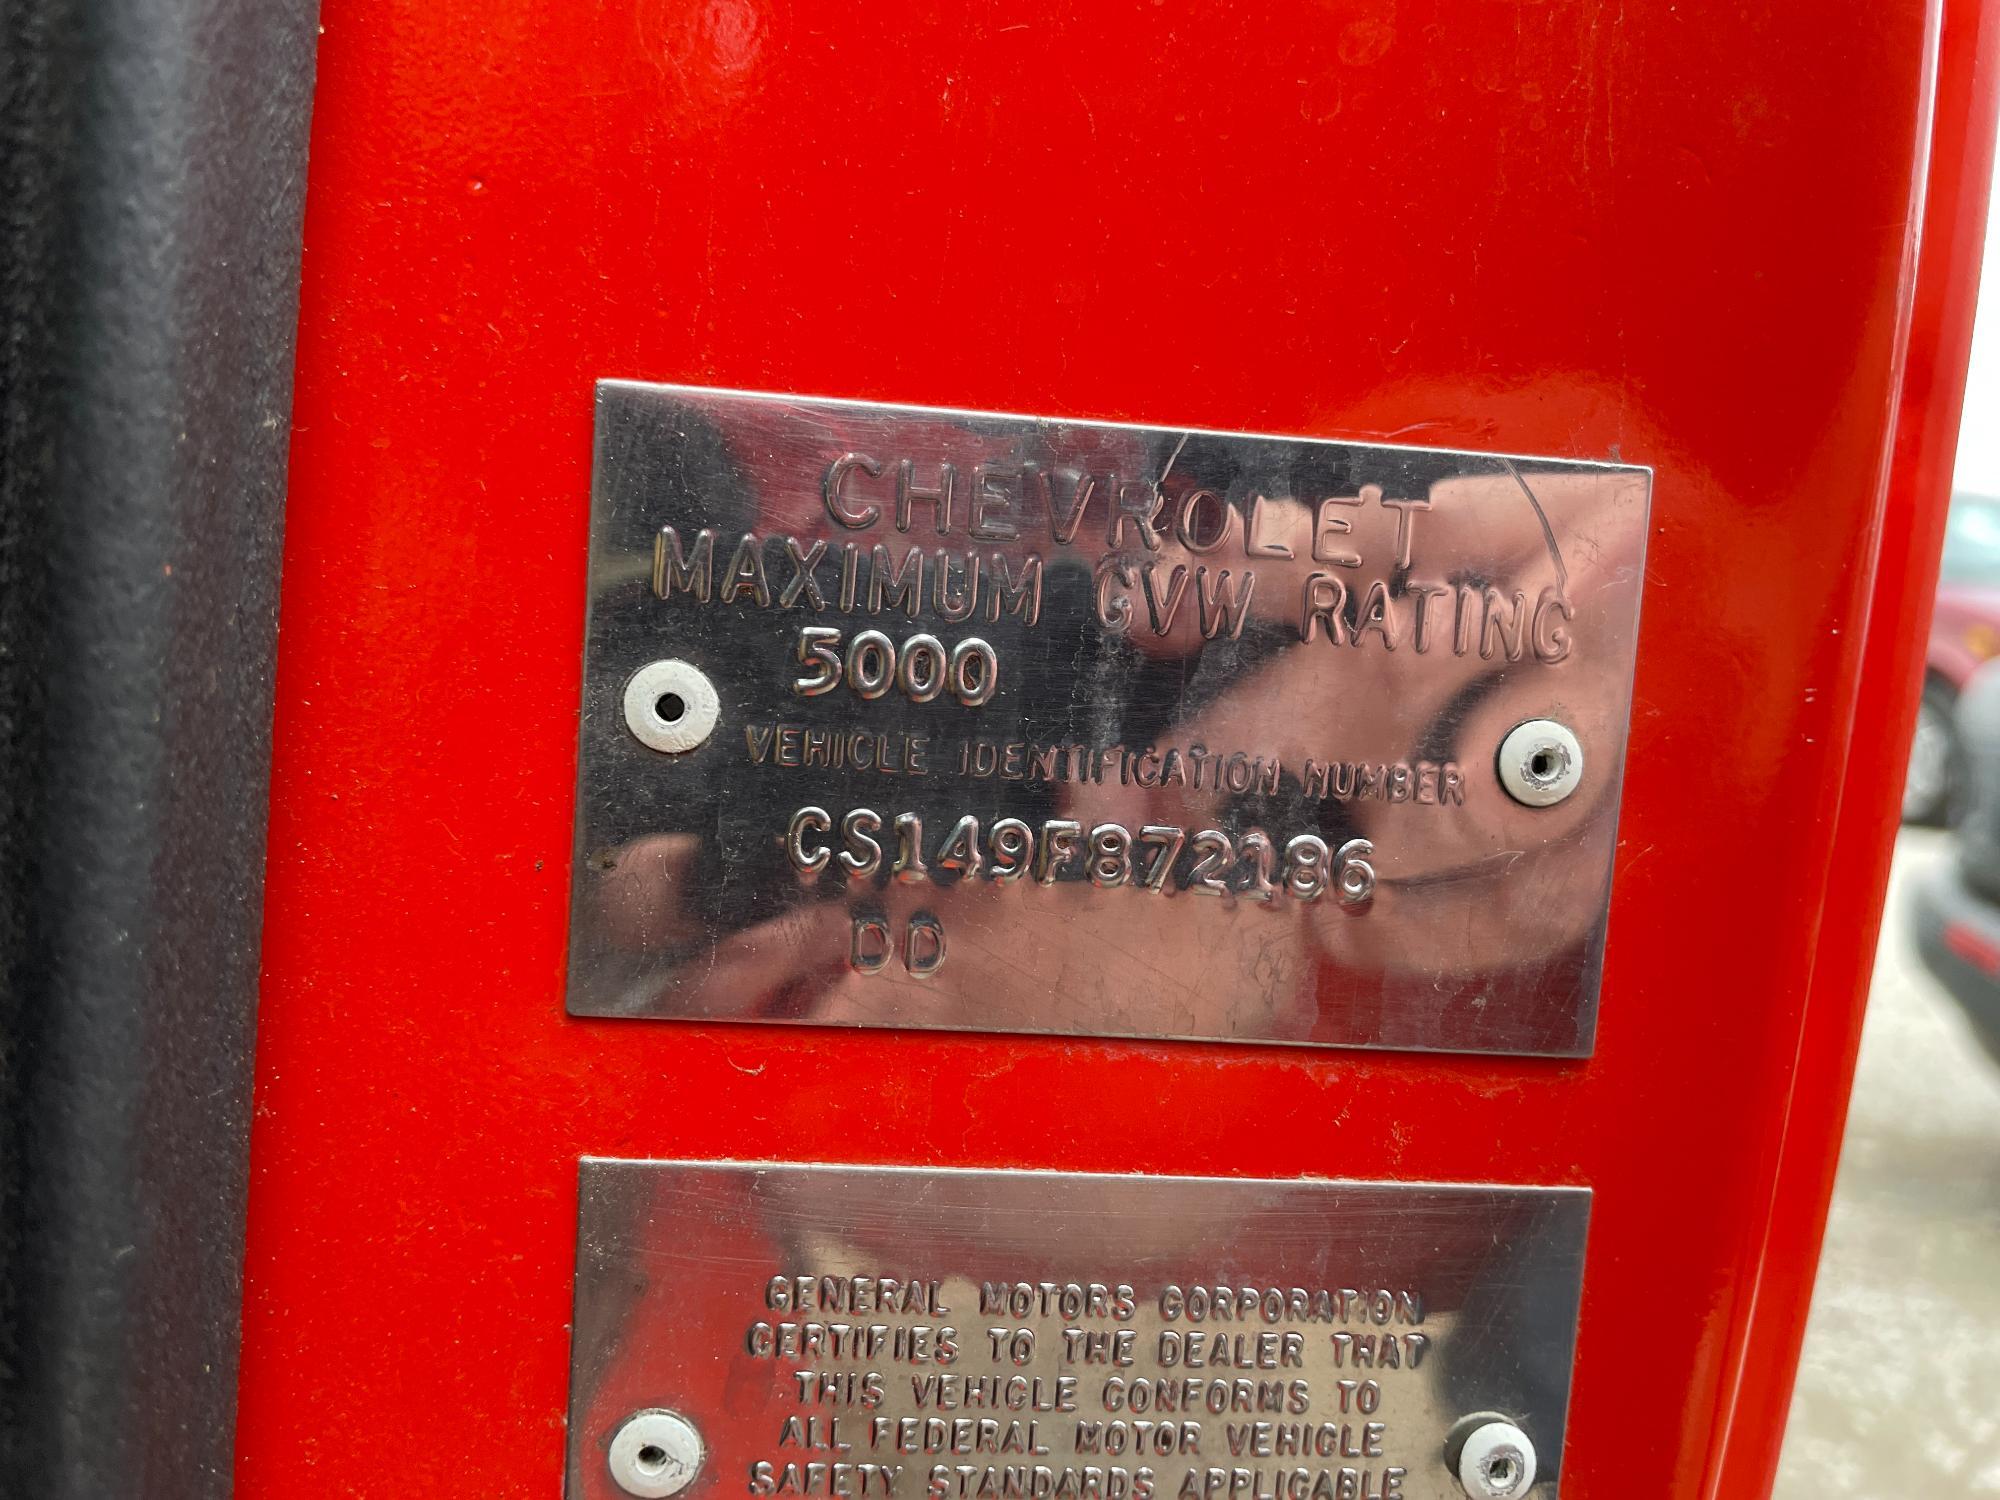 CHEVROLET
MAXIMUM GVW RATING
5000
VEHICLE IDENTIFICATION NUMBER
CS149F872186
DD
GENERAL MOTORS CORPORATION
CERTIFIES TO THE DEALER THAT
THIS VEHICLE CONFORMS TO
ALL FEDERAL MOTOR VEHICLE
SAFETY STANDARDS APPLICABLE